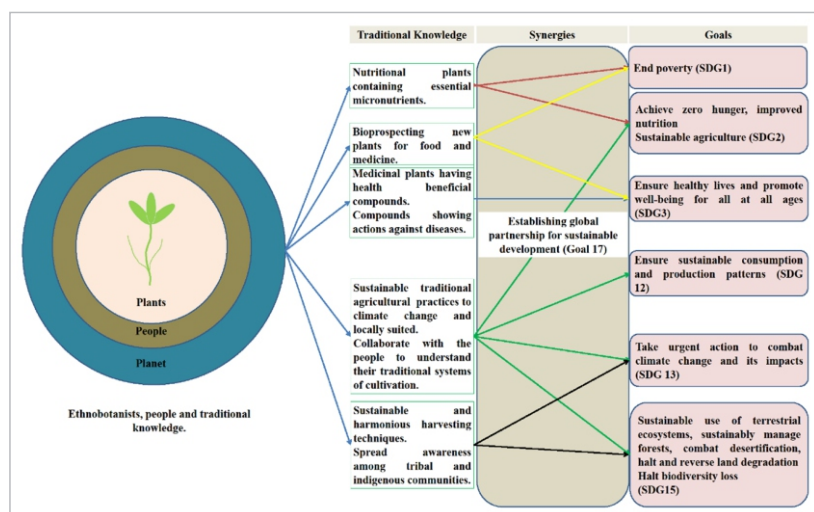 Traditional Knowledge
Synergies
Goals
Nutritional plants
containing essential
micronutrients.
Bioprospecting new
plants for food and
medicine.
Medicinal plants having
health beneficial
compounds.
Compounds showing
actions against diseases.
Sustainable traditional
agricultural practices to
climate change and
locally suited.
Collaborate with the
people to understand
their traditional systems
of cultivation.
Sustainable and
harmonious harvesting
techniques.
Spread awareness
among tribal and
indigenous communities.
Establishing global
partnership for sustainable
development (Goal 17)
End poverty (SDG1)
Achieve zero hunger, improved
nutrition
Sustainable agriculture (SDG2)
Ensure healthy lives and promote
well-being for all at all ages
(SDG3)
Ensure sustainable consumption
and production patterns (SDG
12)
Take urgent action to combat
climate change and its impacts
(SDG 13)
Sustainable use of terrestrial
ecosystems, sustainably manage
forests, combat desertification,
halt and reverse land degradation
Halt biodiversity loss
(SDG15)
Plants
People
Planet
Ethnobotanists, people and traditional
knowledge.